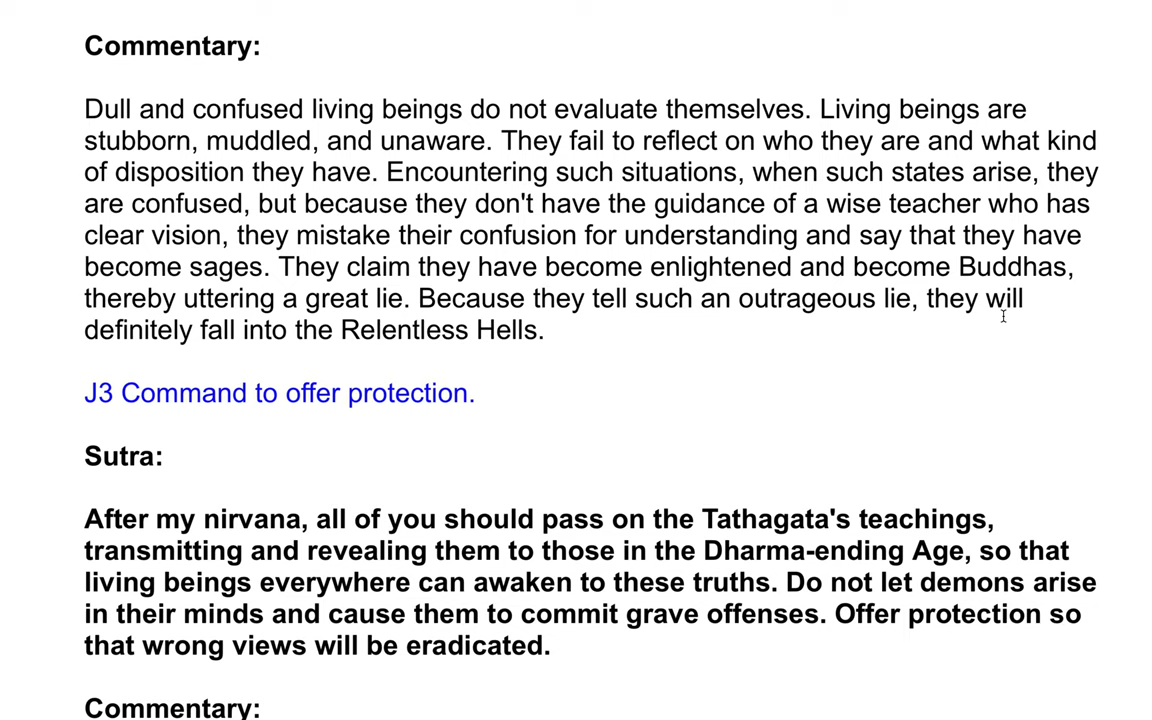 Commentary:
Dull and confused living beings do not evaluate themselves. Living beings are
stubborn, muddled, and unaware. They fail to reflect on who they are and what kind
of disposition they have. Encountering such situations, when such states arise, they
are confused, but because they don't have the guidance of a wise teacher who has
clear vision, they mistake their confusion for understanding and say that they have
become sages. They claim they have become enlightened and become Buddhas,
thereby uttering a great lie. Because they tell such an outrageous lie, they will
definitely fall into the Relentless Hells.
J3 Command to offer protection.
Sutra:
After my nirvana, all of you should pass on the Tathagata's teachings,
transmitting and revealing them to those in the Dharma-ending Age, so that
living beings everywhere can awaken to these truths. Do not let demons arise
in their minds and cause them to commit grave offenses. Offer protection so
that wrong views will be eradicated.
Commentary: